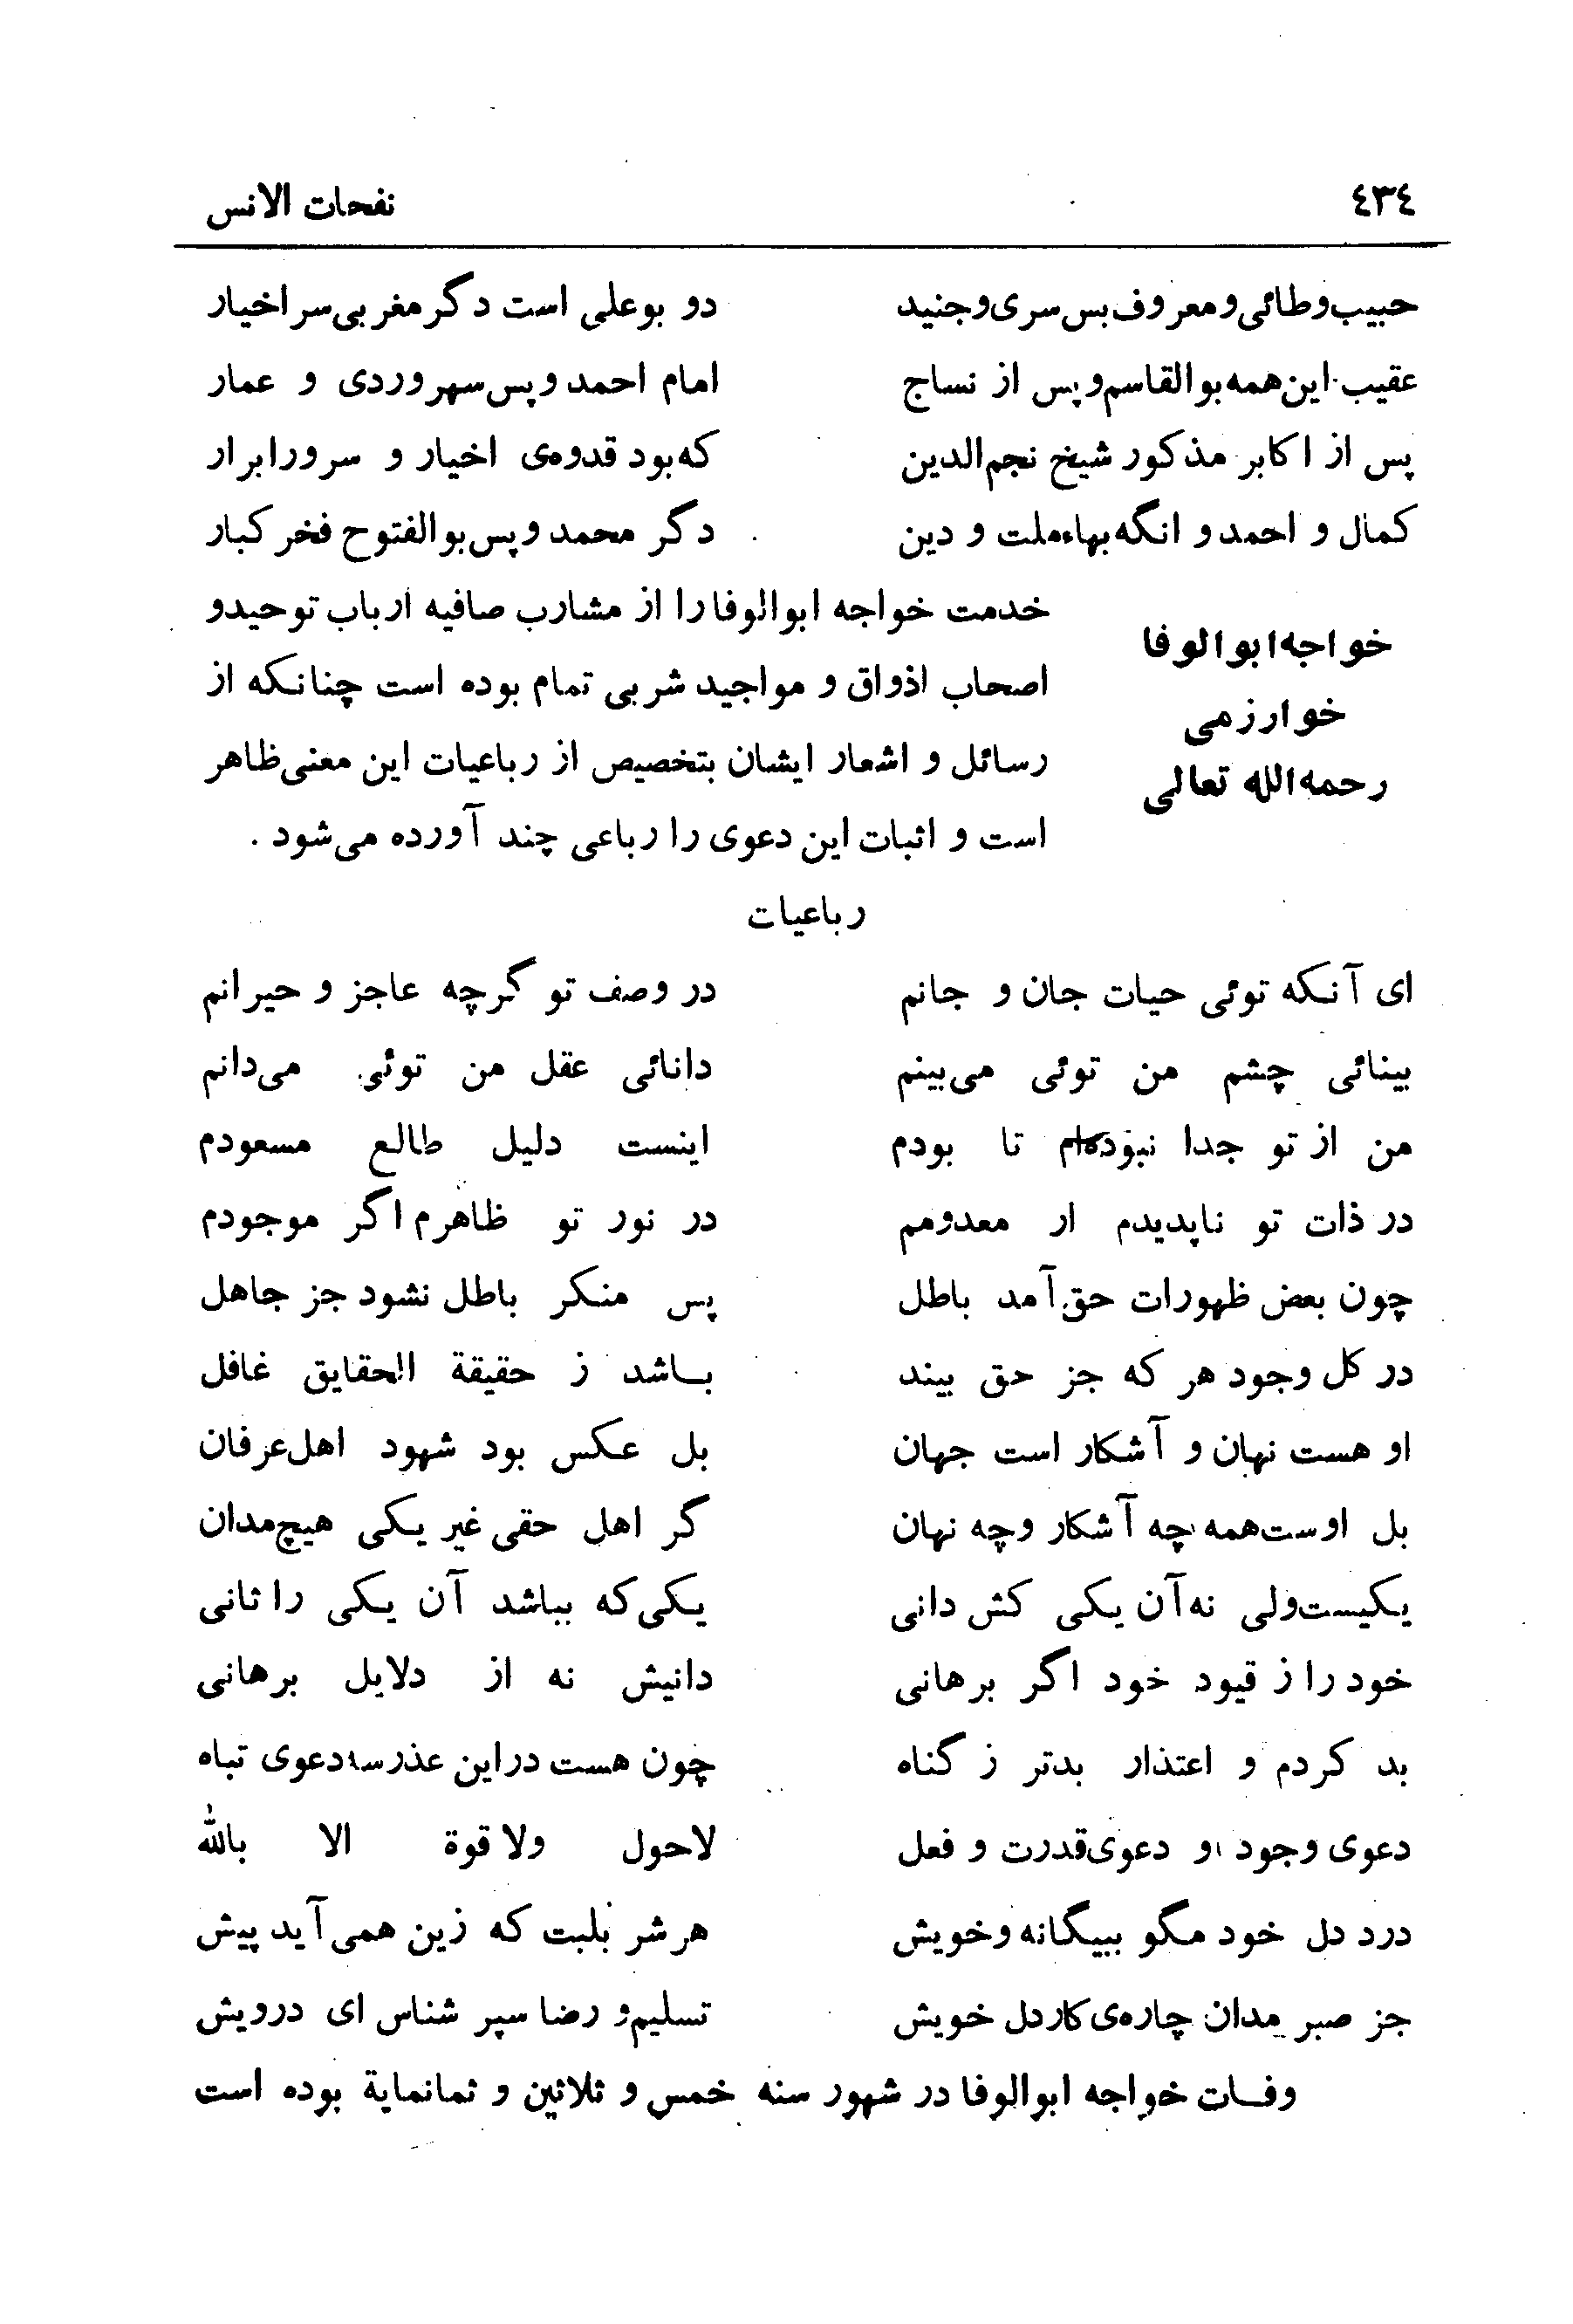 ٤٣٤ نفحات الانس
حبیب و طائی و معروف بس سری و جنید دو بوعلی است دگر مغربی سر اخیار
عقیب این همه بوالقاسم و پس از نساج امام احمد و پس سهروردی و عمار
پس از اکابر مذکور شیخ نجم‌الدین که بود قدوه‌ی اخیار و سرور ابرار
کمال و احمد و انگه بهاء ملت و دین دگر محمد و پس بوالفتوح فخر کبار
خواجه ابوالوفا
خوارزمی
رحمه الله تعالی
خدمت خواجه ابوالوفا را از مشارب صافیه ارباب توحید و
اصحاب اذواق و مواجید شربی تمام بوده است چنانکه از
رسائل و اشعار ایشان بتخصیص از رباعیات این معنی ظاهر
است و اثبات این دعوی را رباعی چند آورده می‌شود .
رباعیات
ای آنکه توئی حیات جان و جانم در وصف تو گرچه عاجز و حیرانم
بینائی چشم من توئی می‌بینم دانائی عقل من توئی می‌دانم
من از تو جدا نبوده‌ام تا بودم اینست دلیل طالع مسعودم
در ذات تو ناپدیدم ار معدومم در نور تو ظاهرم اگر موجودم
چون بعض ظهورات حق آمد باطل پس منکر باطل نشود جز جاهل
در کل وجود هر که جز حق بیند باشد ز حقیقة الحقایق غافل
او هست نهان و آشکار است جهان بل عکس بود شهود اهل عرفان
بل اوست همه چه آشکار و چه نهان گر اهل حقی غیر یکی هیچ مدان
یکیست ولی نه آن یکی کش دانی یکی که بباشد آن یکی را ثانی
خود را ز قیود خود اگر برهانی دانیش نه از دلایل برهانی
بد کردم و اعتذار بدتر ز گناه چون هست در این عذر سه دعوی تباه
دعوی وجود و دعوی قدرت و فعل لاحول ولا قوة الا بالله
درد دل خود مگو ببیگانه و خویش هر شر بلبت که زین همی آید پیش
جز صبر مدان چاره‌ی کار دل خویش تسلیم و رضا سپر شناس ای درویش
وفات خواجه ابوالوفا در شهور سنه خمس و ثلاثین و ثمانمایة بوده است